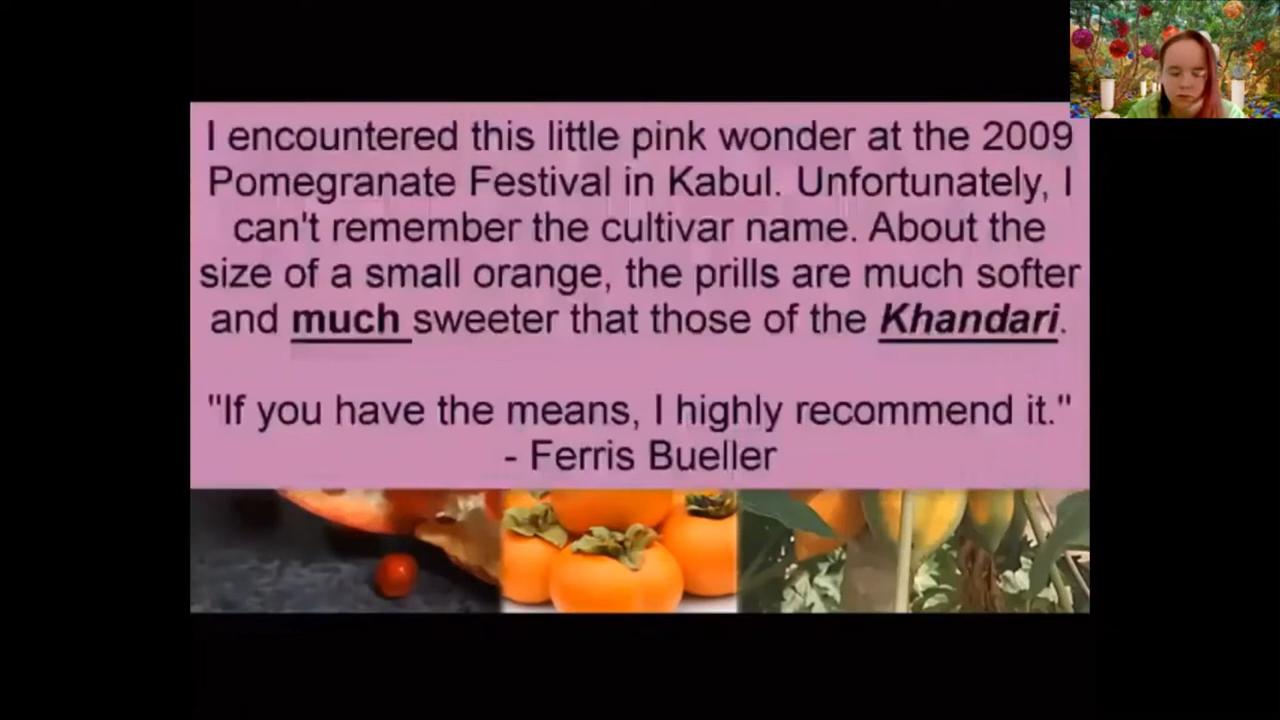 I encountered this little pink wonder at the 2009
Pomegranate Festival in Kabul. Unfortunately, I
can't remember the cultivar name. About the
size of a small orange, the prills are much softer
and much sweeter that those of the Khandari.
"If you have the means, I highly recommend it."
- Ferris Bueller